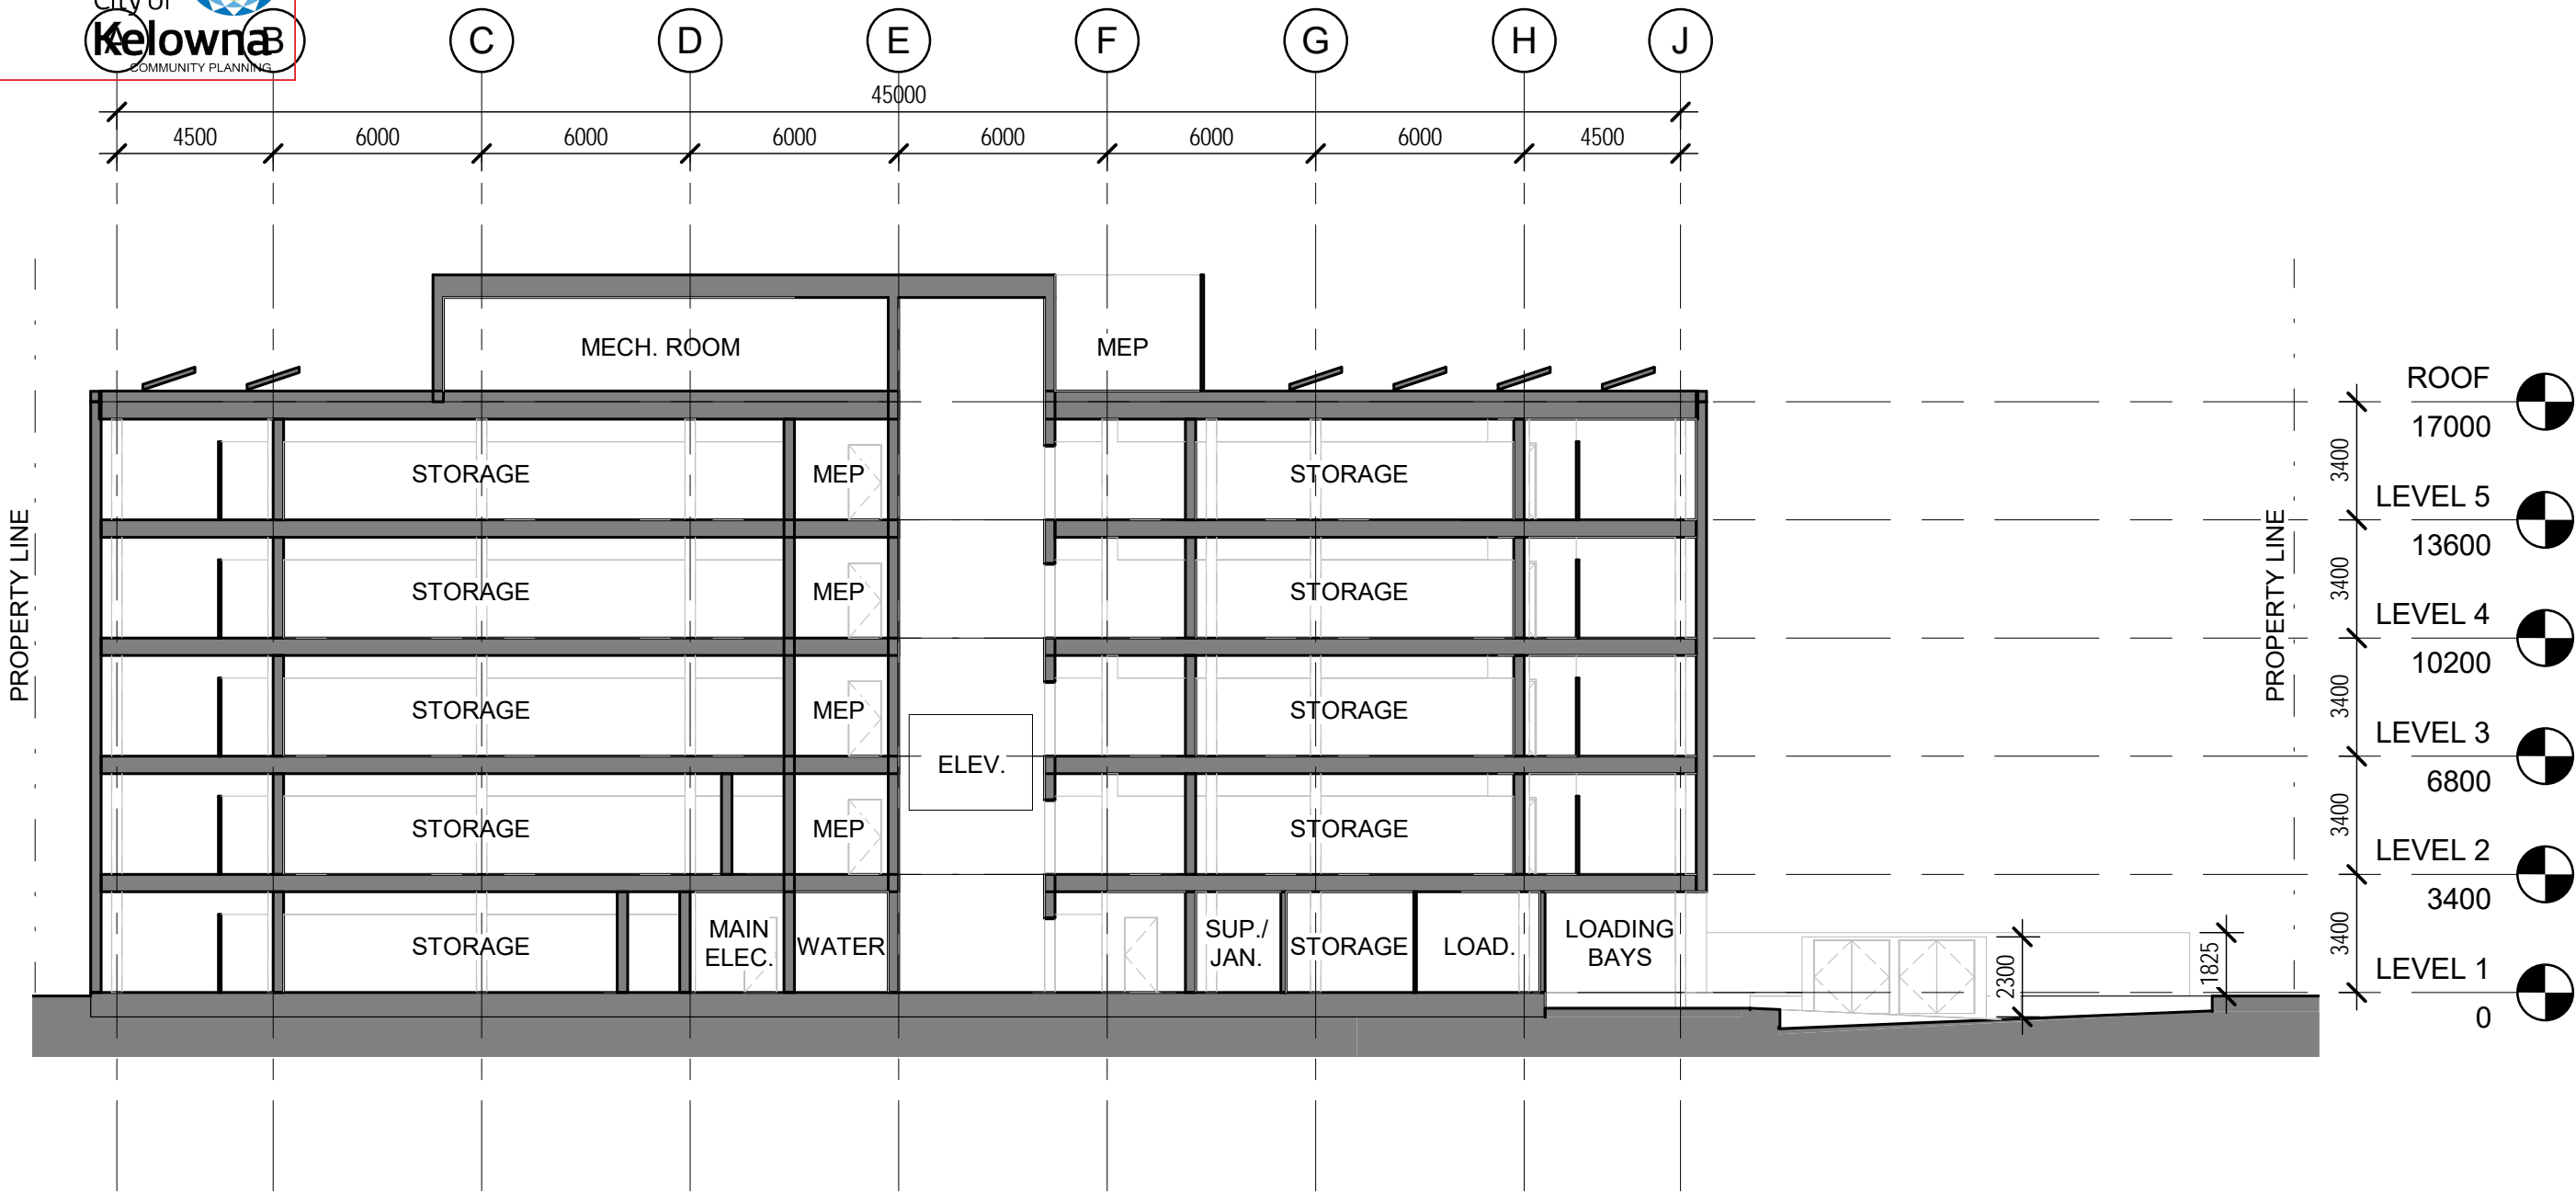 City of
Kelowna
COMMUNITY PLANNING
A B C D E F G H J
45000
4500 6000 6000 6000 6000 6000 6000 4500
MECH. ROOM MEP
ROOF
17000
STORAGE MEP STORAGE
3400
LEVEL 5
13600
STORAGE MEP STORAGE
3400
LEVEL 4
10200
STORAGE MEP STORAGE
3400
LEVEL 3
6800
ELEV.
STORAGE MEP STORAGE
3400
LEVEL 2
3400
STORAGE
MAIN
ELEC.
WATER
SUP./
JAN.
STORAGE
LOAD.
LOADING
BAYS
2300
1825
3400
LEVEL 1
0
PROPERTY LINE
PROPERTY LINE